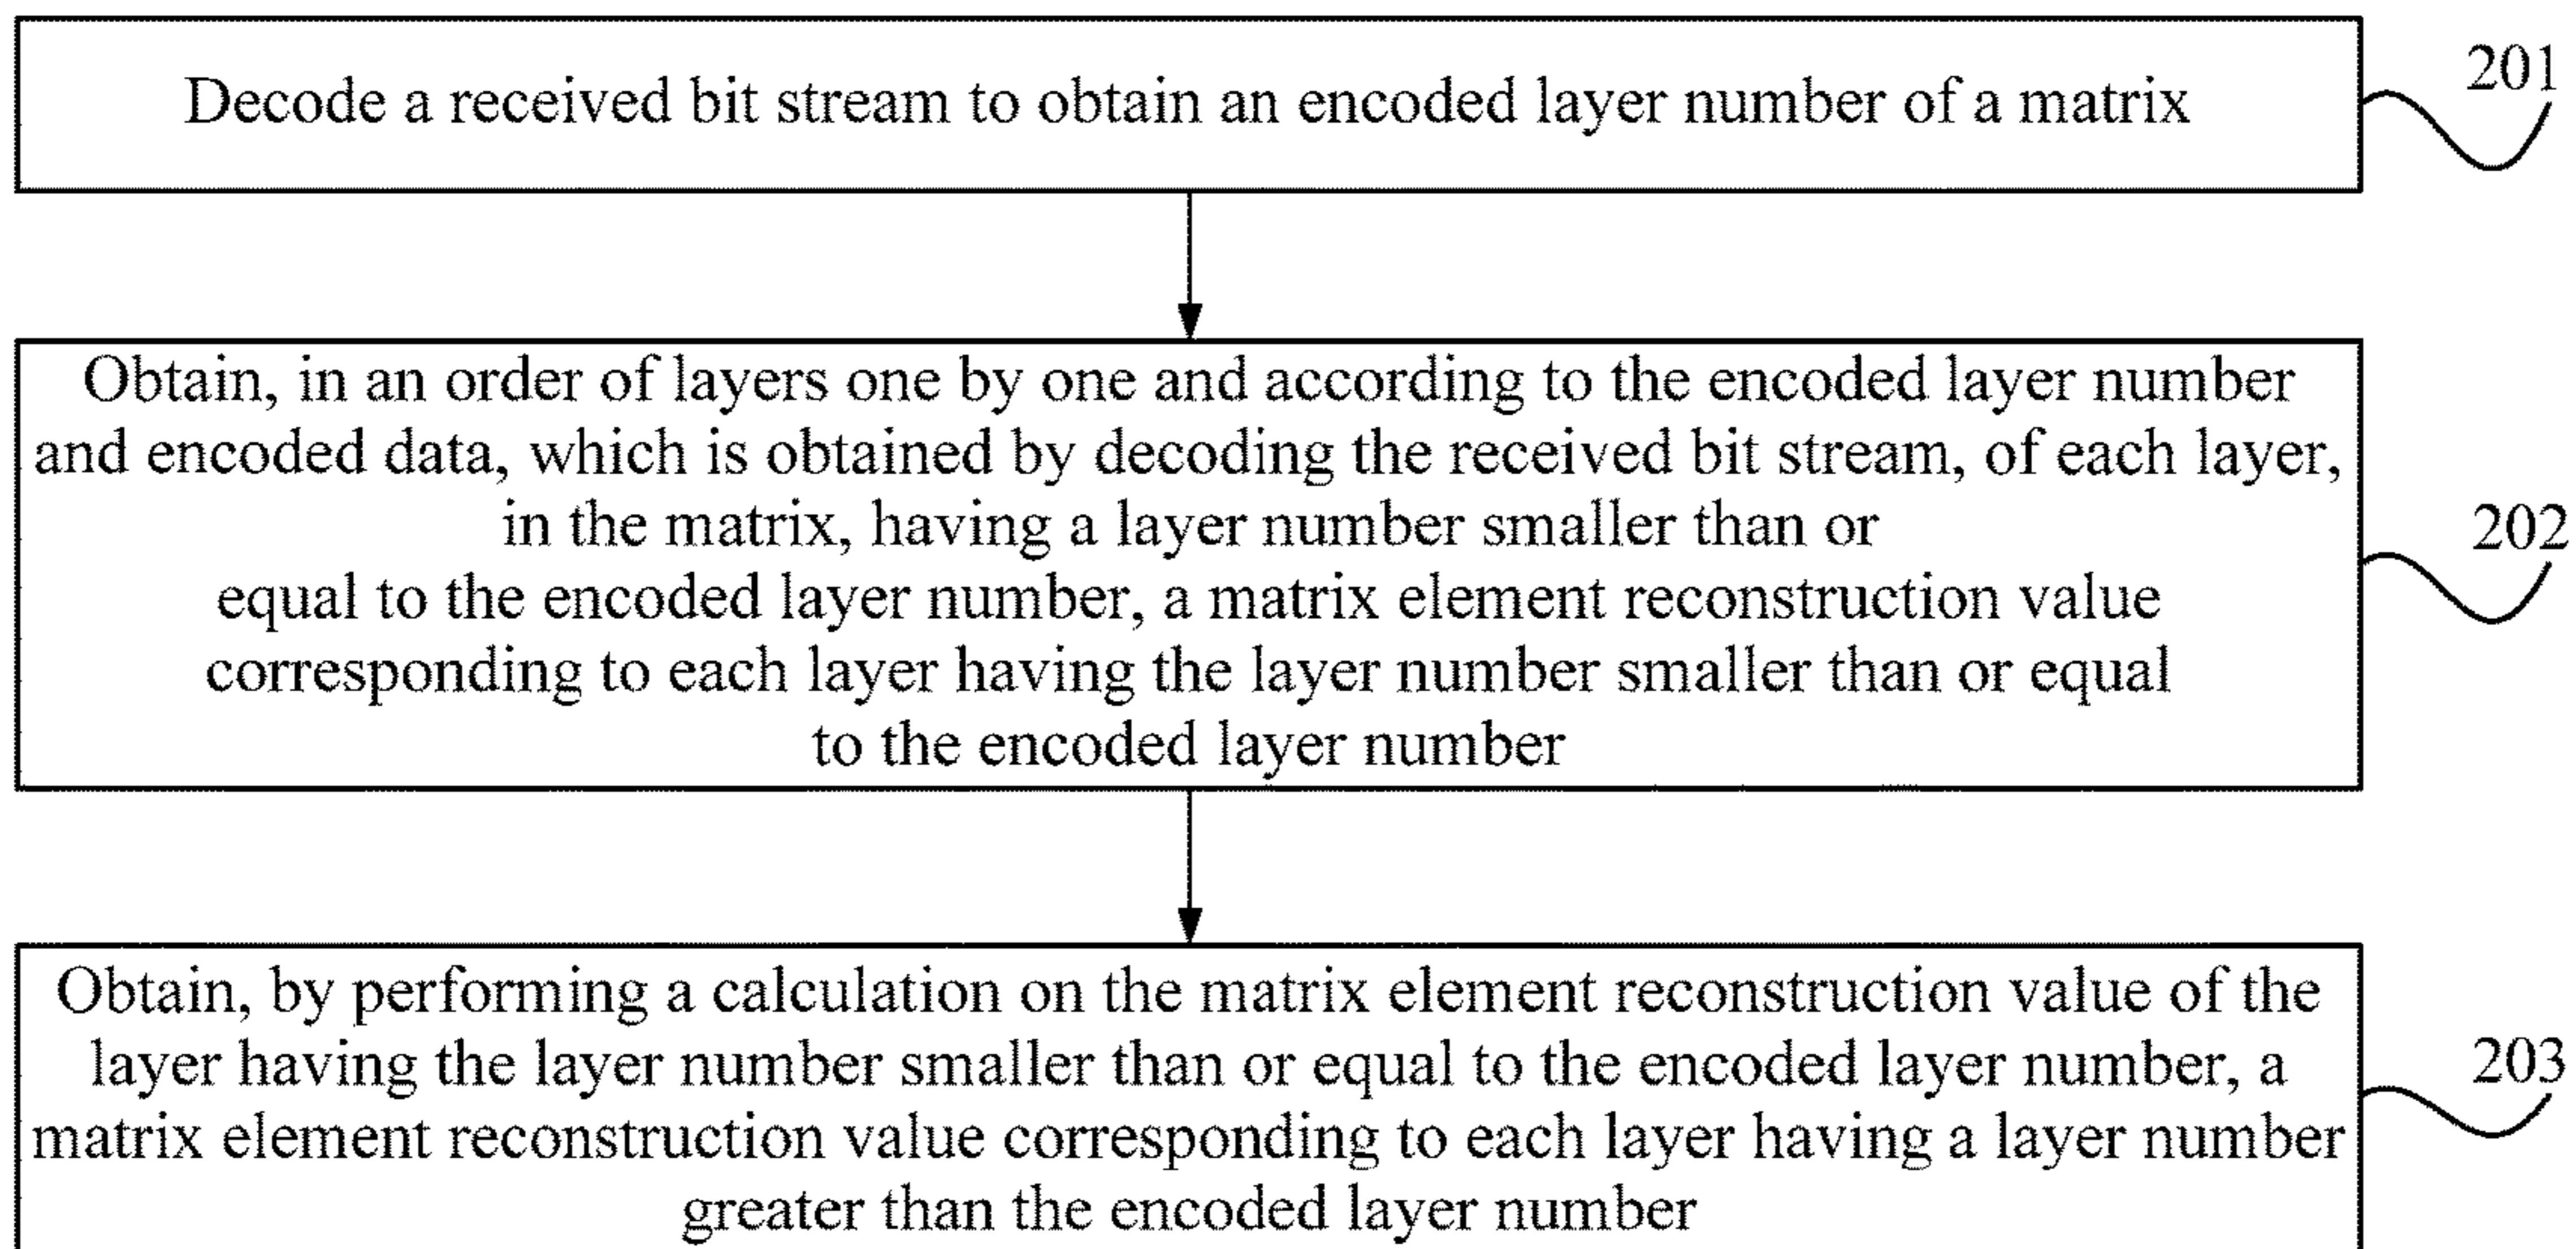 Decode a received bit stream to obtain an encoded layer number of a matrix
201
Obtain, in an order of layers one by one and according to the encoded layer number
and encoded data, which is obtained by decoding the received bit stream, of each layer,
in the matrix, having a layer number smaller than or
equal to the encoded layer number, a matrix element reconstruction value
corresponding to each layer having the layer number smaller than or equal
to the encoded layer number
202
Obtain, by performing a calculation on the matrix element reconstruction value of the
layer having the layer number smaller than or equal to the encoded layer number, a
matrix element reconstruction value corresponding to each layer having a layer number
greater than the encoded layer number
203